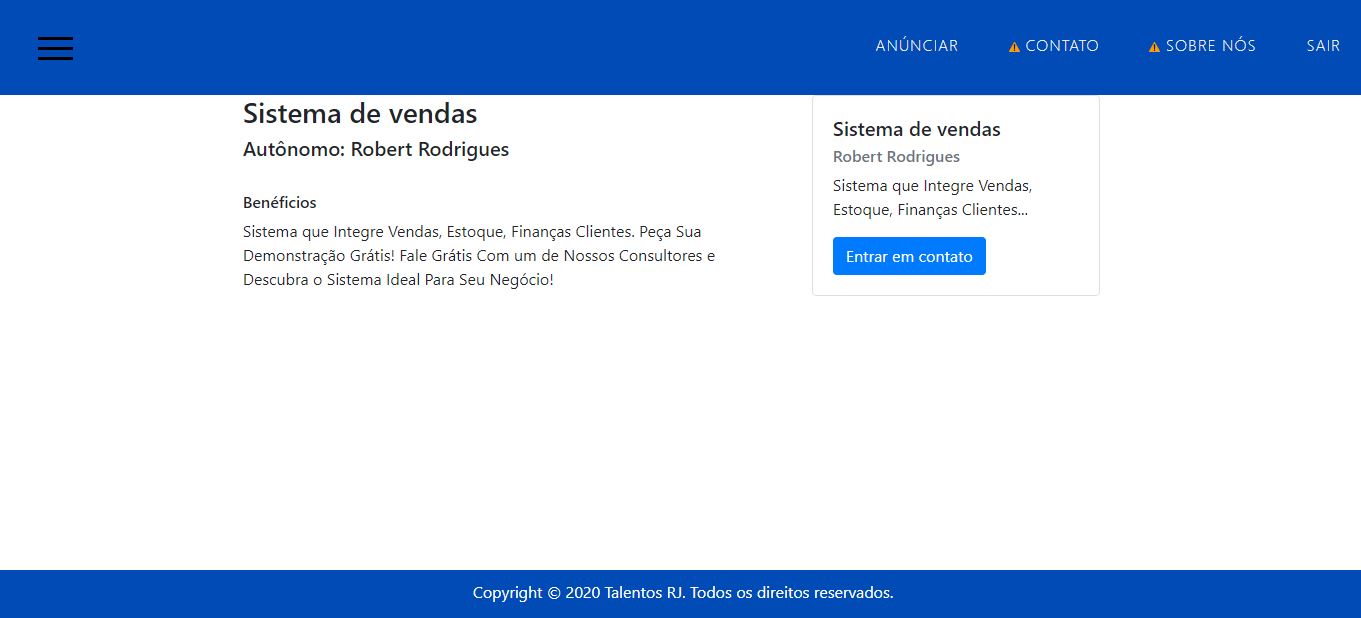 ANÚNCIAR
CONTATO
SOBRE NÓS
SAIR
Sistema de vendas
Autônomo: Robert Rodrigues
Benéficios
Sistema que Integre Vendas, Estoque, Finanças Clientes. Peça Sua
Demonstração Grátis! Fale Grátis Com um de Nossos Consultores e
Descubra o Sistema Ideal Para Seu Negócio!
Sistema de vendas
Robert Rodrigues
Sistema que Integre Vendas,
Estoque, Finanças Clientes...
Entrar em contato
Copyright © 2020 Talentos RJ. Todos os direitos reservados.